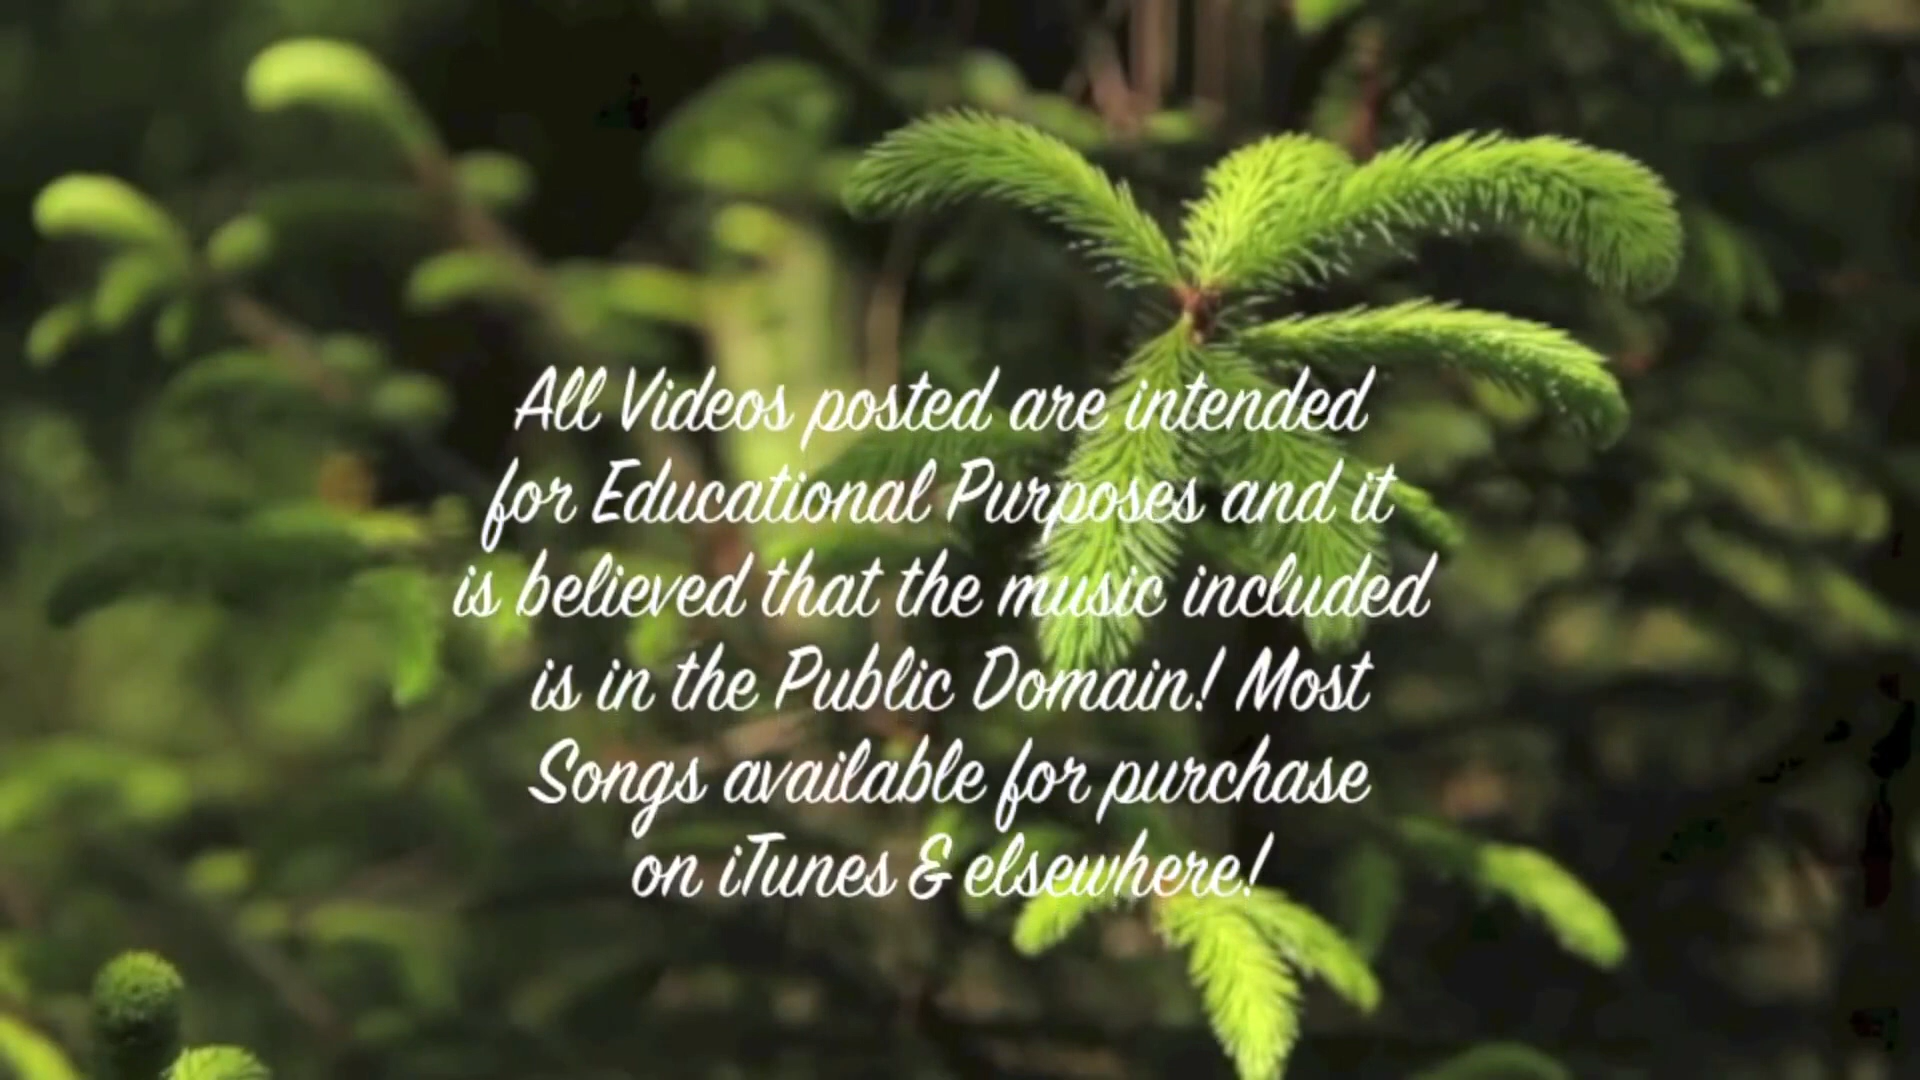 All Videos posted are intended
for Educational Purposes and it
is believed that the music included
is in the Public Domain! Most
Songs available for purchase
on iTunes & elsewhere!